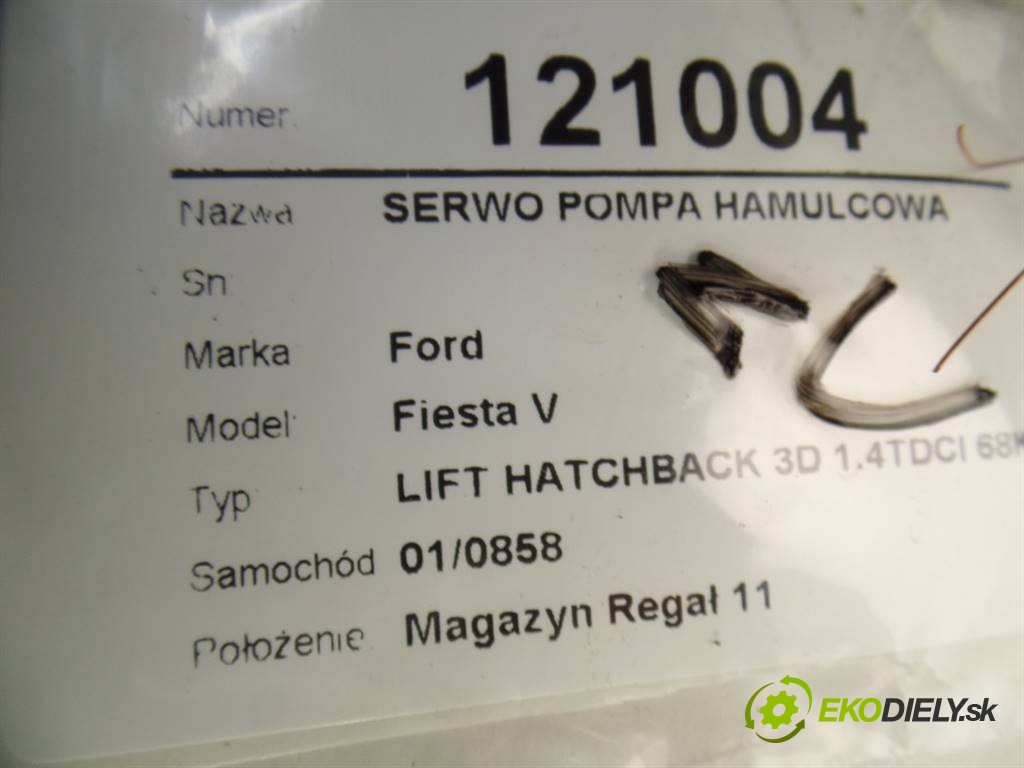 Numer 121004
Nazwa SERWO POMPA HAMULCOWA
Sn
Marka Ford
Model Fiesta V
Typ LIFT HATCHBACK 3D 1.4TDCI
Samochód 01/0858
Położenie Magazyn Regał 11
EKODIELY.sk